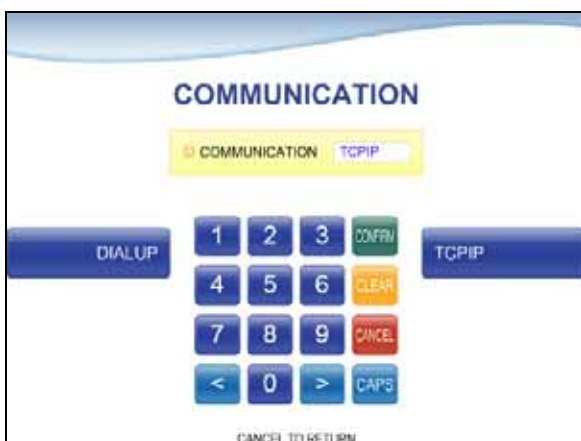 COMMUNICATION
COMMUNICATION TCPIP
DIALUP
1 2 3 CONFIRM
TCPIP
4 5 6 CLEAR
7 8 9 CANCEL
< 0 > CAPS
CANCEL TO RETURN